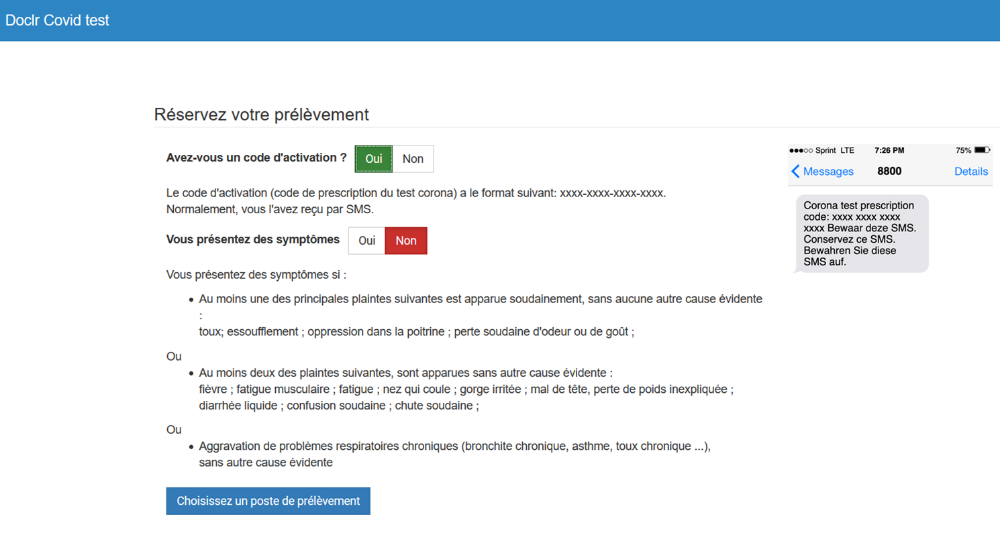 Doclr Covid test
Réservez votre prélèvement
Avez-vous un code d'activation ? Oui Non
Le code d'activation (code de prescription du test corona) a le format suivant: xxxx-xxxx-xxxx-xxxx.
Normalement, vous l'avez reçu par SMS.
Vous présentez des symptômes Oui Non
Vous présentez des symptômes si :
• Au moins une des principales plaintes suivantes est apparue soudainement, sans aucune autre cause évidente
:
toux; essoufflement ; oppression dans la poitrine ; perte soudaine d'odeur ou de goût ;
Ou
• Au moins deux des plaintes suivantes, sont apparues sans autre cause évidente :
fièvre ; fatigue musculaire ; fatigue ; nez qui coule ; gorge irritée ; mal de tête, perte de poids inexpliquée ;
diarrhée liquide ; confusion soudaine ; chute soudaine ;
Ou
• Aggravation de problèmes respiratoires chroniques (bronchite chronique, asthme, toux chronique ...),
sans autre cause évidente
Choisissez un poste de prélèvement
Sprint LTE 7:26 PM 75%
Messages 8800 Details
Corona test prescription
code: xxxx xxxx xxxx
xxxx Bewaar deze SMS.
Conservez ce SMS.
Bewahren Sie diese
SMS auf.